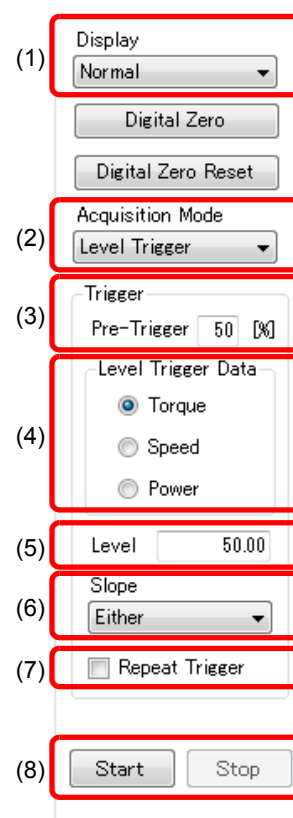 Display
(1)
Normal
Digital Zero
Digital Zero Reset
Acquisition Mode
(2)
Level Trigger
Trigger
(3)
Pre-Trigger 50 [%]
Level Trigger Data
Torque
(4)
Speed
Power
(5) Level 50.00
Slope
(6)
Either
(7) Repeat Trigger
(8) Start Stop